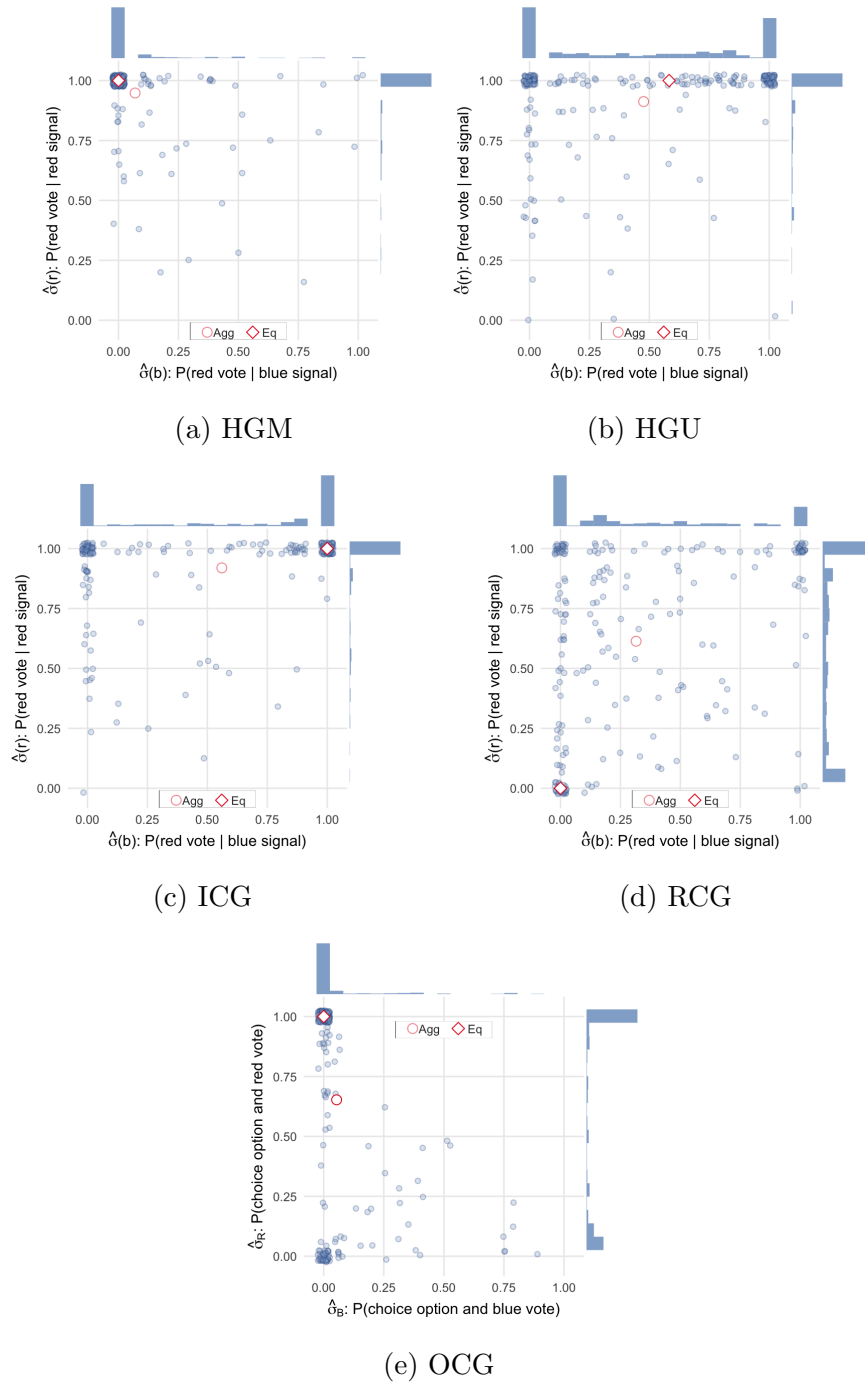 1.00
0.75
0.50
0.25
0.00
σ̂(r): P(red vote | red signal)
Agg Eq
0.00 0.25 0.50 0.75 1.00
σ̂(b): P(red vote | blue signal)
(a) HGM
1.00
0.75
0.50
0.25
0.00
σ̂(r): P(red vote | red signal)
Agg Eq
0.00 0.25 0.50 0.75 1.00
σ̂(b): P(red vote | blue signal)
(b) HGU
1.00
0.75
0.50
0.25
0.00
σ̂(r): P(red vote | red signal)
Agg Eq
0.00 0.25 0.50 0.75 1.00
σ̂(b): P(red vote | blue signal)
(c) ICG
1.00
0.75
0.50
0.25
0.00
σ̂(r): P(red vote | red signal)
Agg Eq
0.00 0.25 0.50 0.75 1.00
σ̂(b): P(red vote | blue signal)
(d) RCG
1.00
0.75
0.50
0.25
0.00
σ̂R: P(choice option and red vote)
Agg Eq
0.00 0.25 0.50 0.75 1.00
σ̂B: P(choice option and blue vote)
(e) OCG